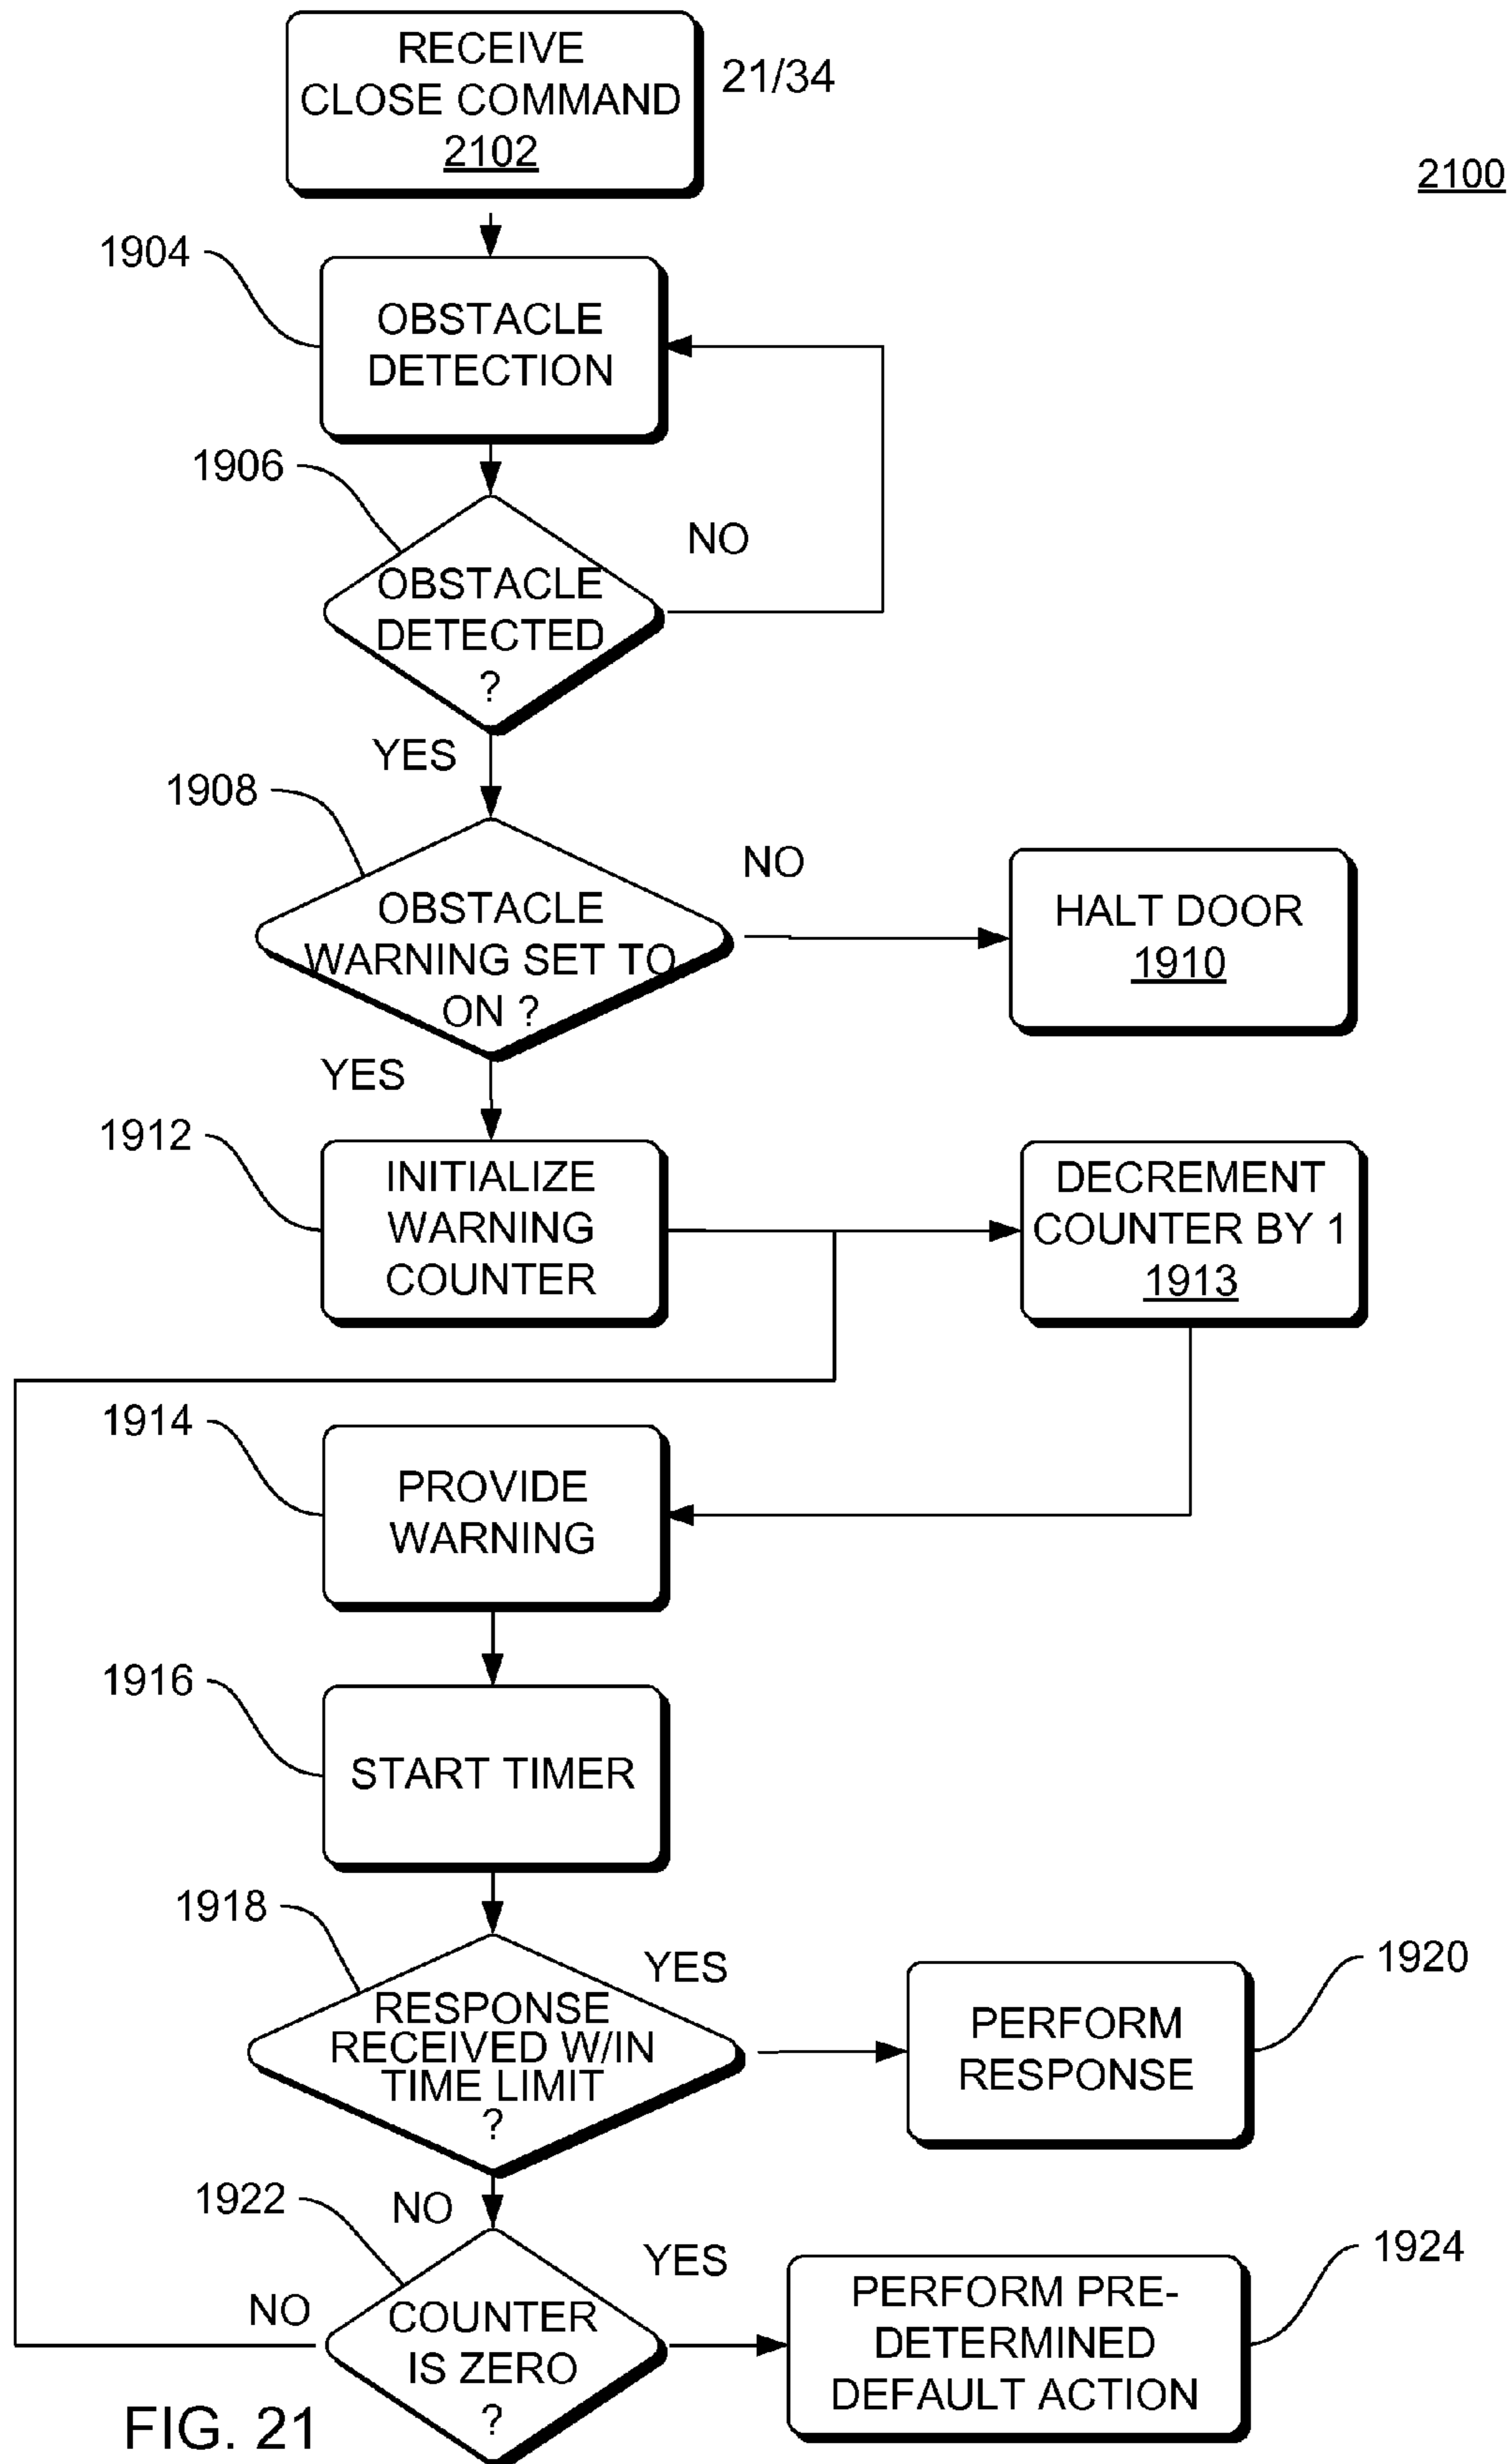 RECEIVE
CLOSE COMMAND
2102
21/34
2100
1904
OBSTACLE
DETECTION
1906
NO
OBSTACLE
DETECTED
?
YES
1908
NO
OBSTACLE
WARNING SET TO
ON ?
HALT DOOR
1910
YES
1912
INITIALIZE
WARNING
COUNTER
DECREMENT
COUNTER BY 1
1913
1914
PROVIDE
WARNING
1916
START TIMER
1918
YES
RESPONSE
RECEIVED W/IN
TIME LIMIT
?
1920
PERFORM
RESPONSE
1922
NO
YES
NO
COUNTER
IS ZERO
?
1924
PERFORM PRE-
DETERMINED
DEFAULT ACTION
FIG. 21